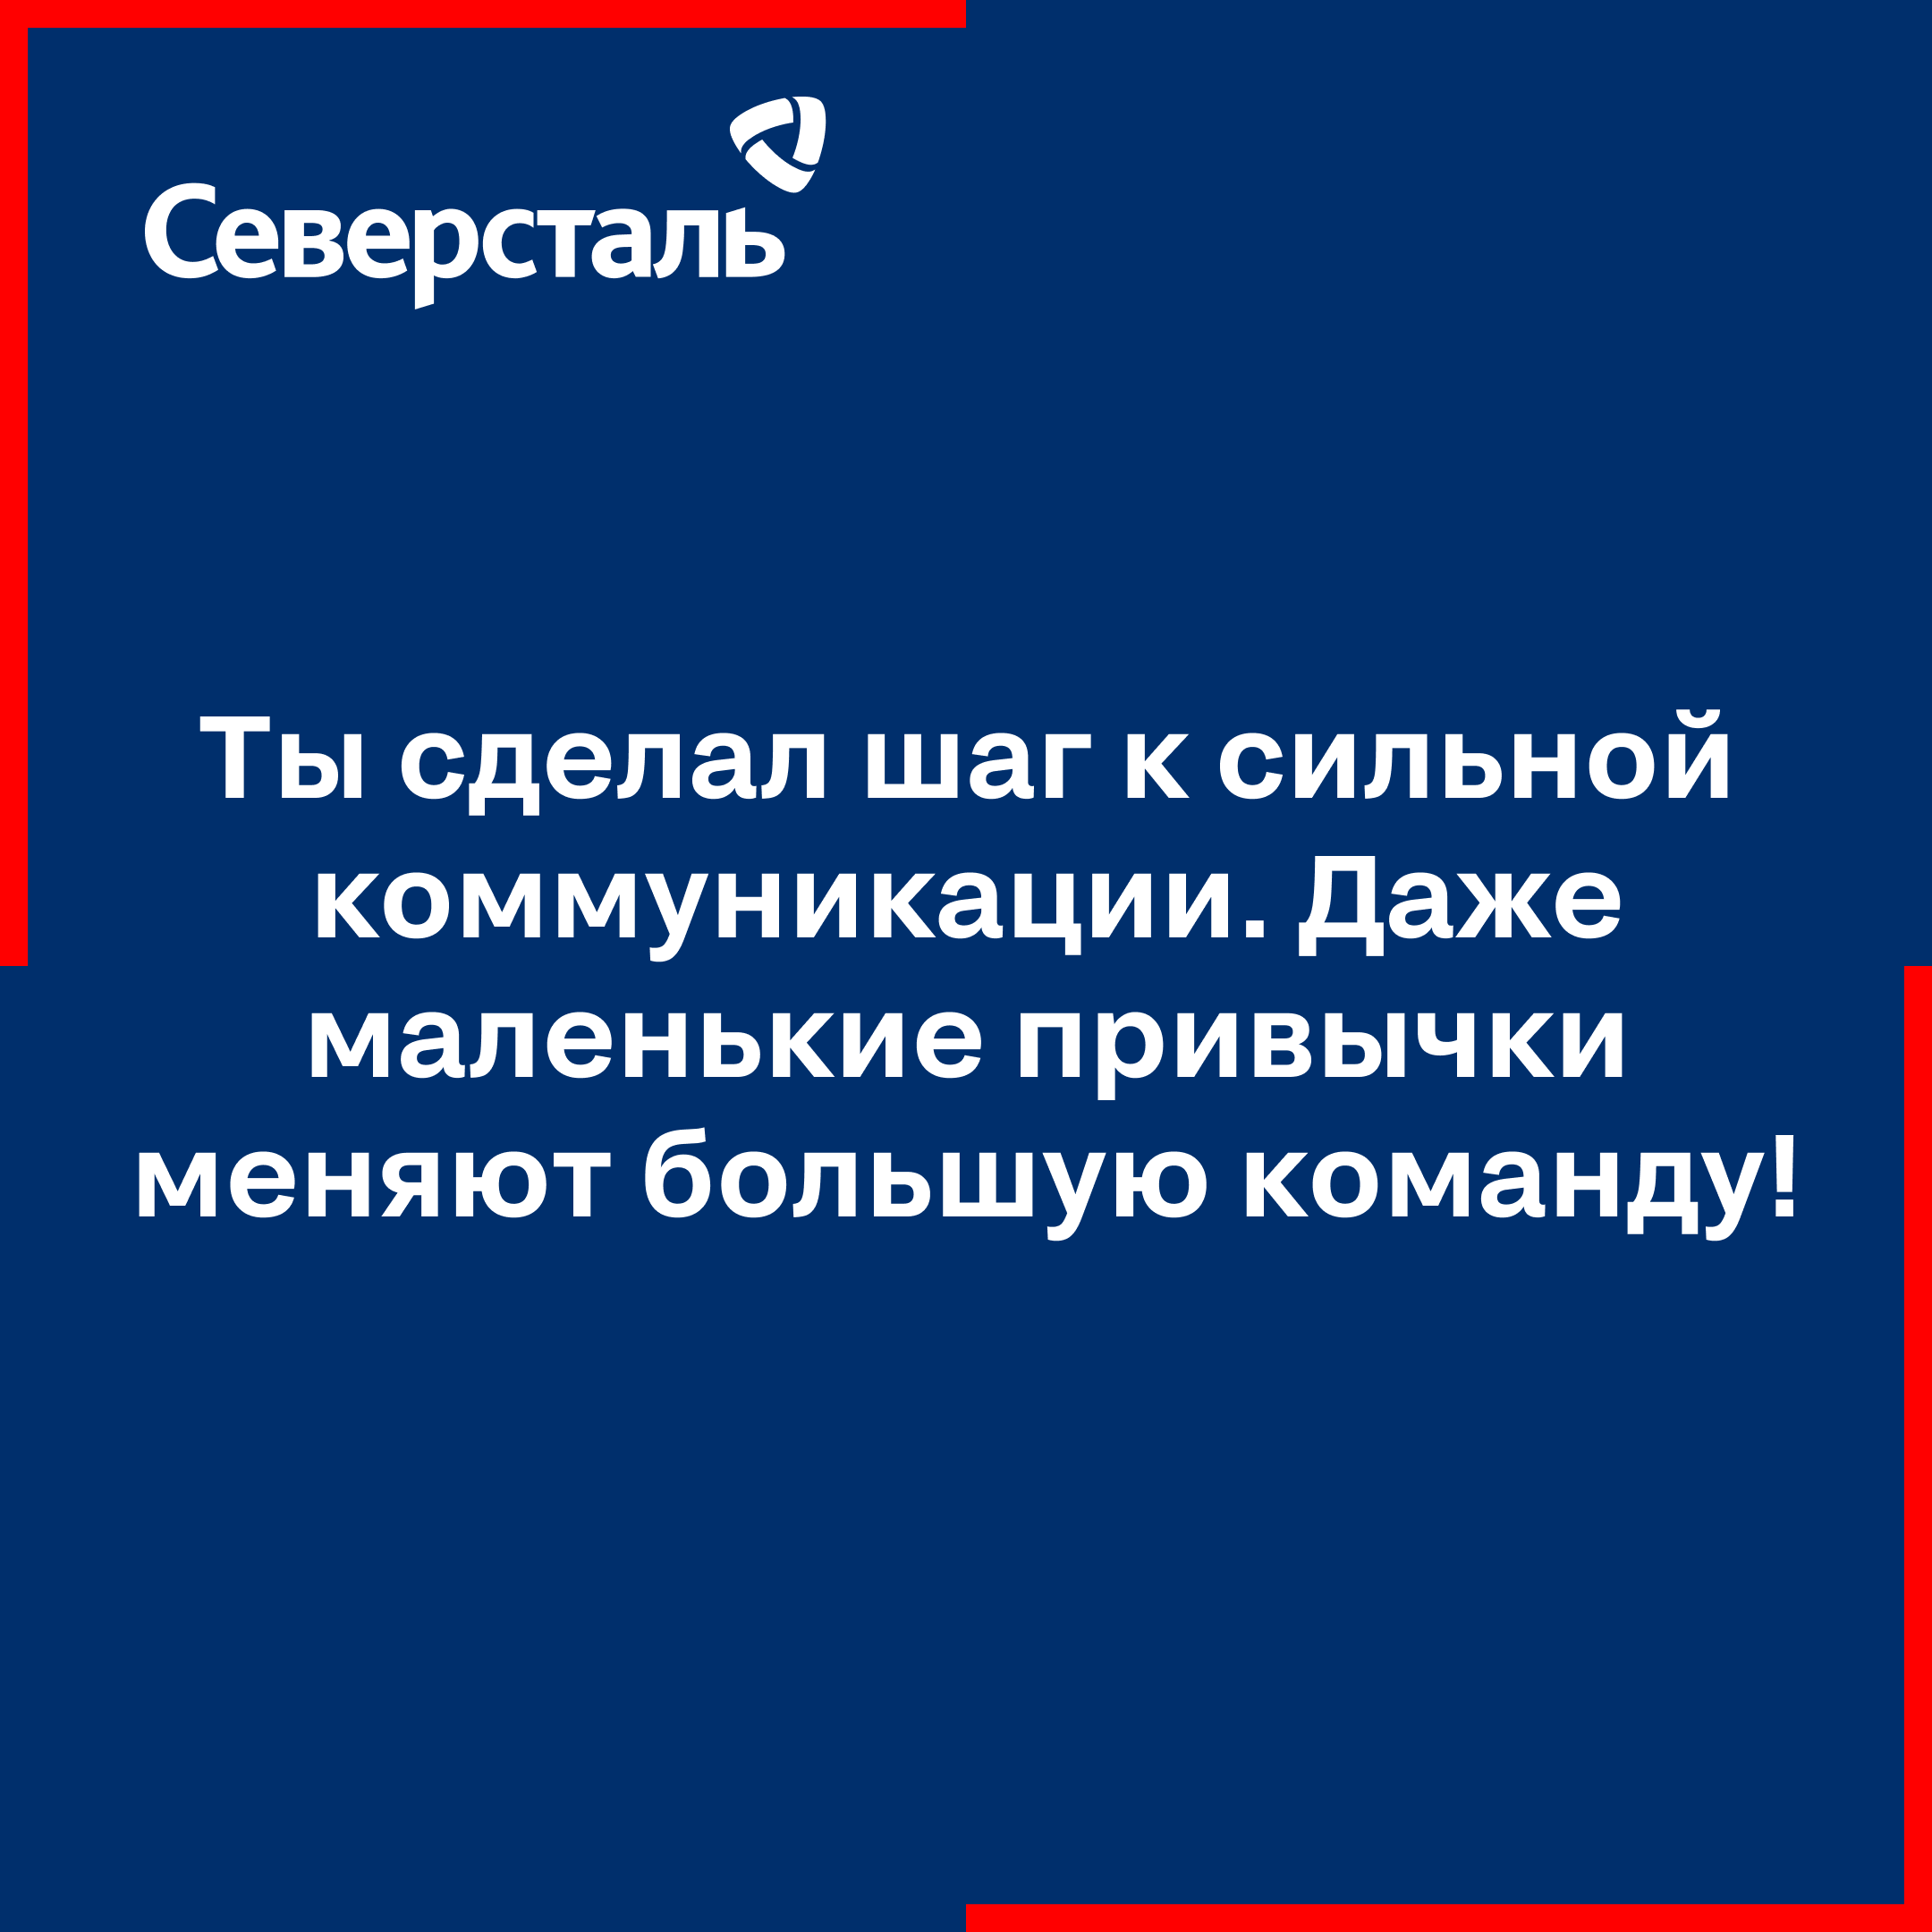 Северсталь
Ты сделал шаг к сильной
коммуникации. Даже
маленькие привычки
меняют большую команду!